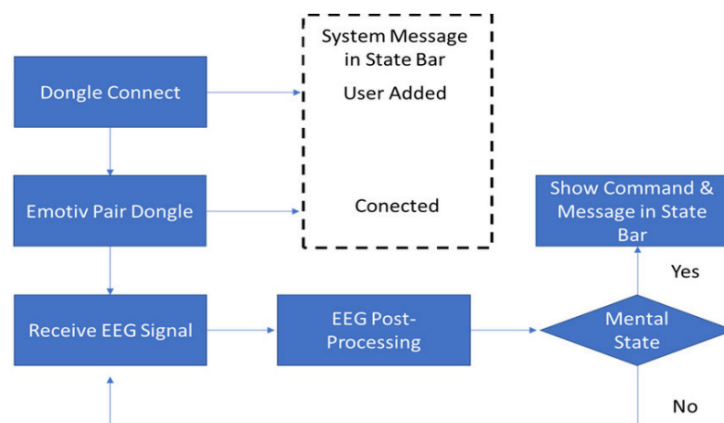 System Message
in State Bar
Dongle Connect
User Added
Emotiv Pair Dongle
Conected
Show Command &
Message in State
Bar
Yes
Receive EEG Signal
EEG Post-
Processing
Mental
State
No